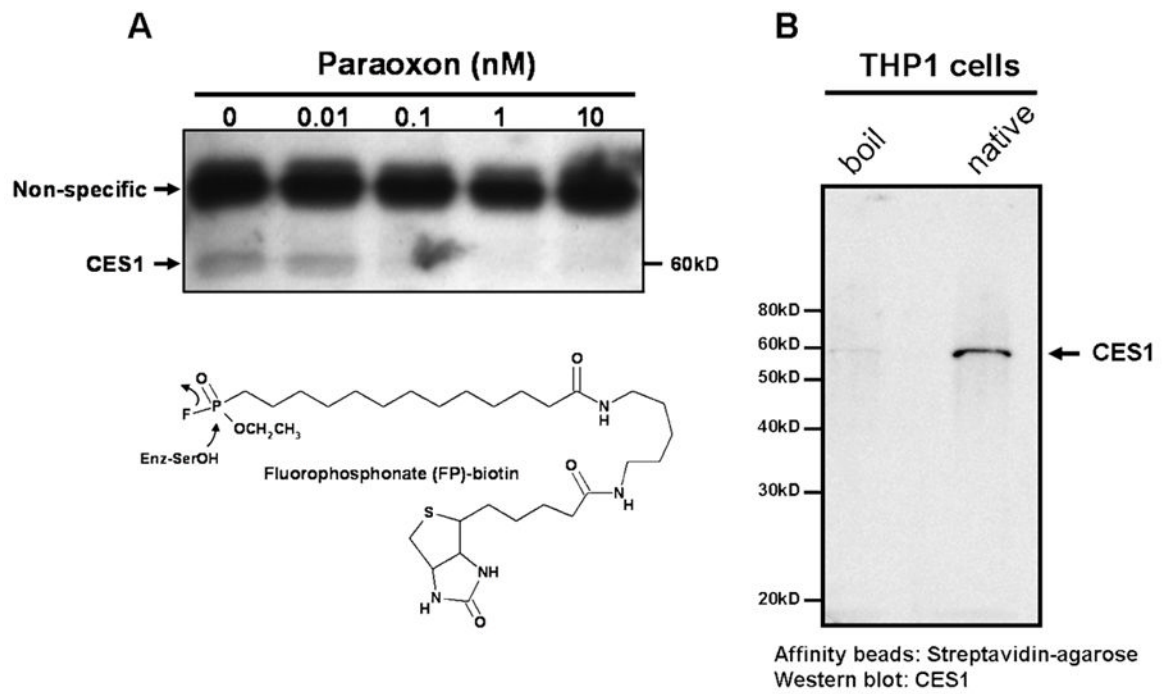 A
Paraoxon (nM)
0 0.01 0.1 1 10
Non-specific
CES1
60kD
O
F P
OCH₂CH₃
Enz-SerOH
Fluorophosphonate (FP)-biotin
O
N
H
O
N
H
S
NH
N
H
O
B
THP1 cells
boil native
80kD
60kD
50kD
40kD
30kD
20kD
CES1
Affinity beads: Streptavidin-agarose
Western blot: CES1